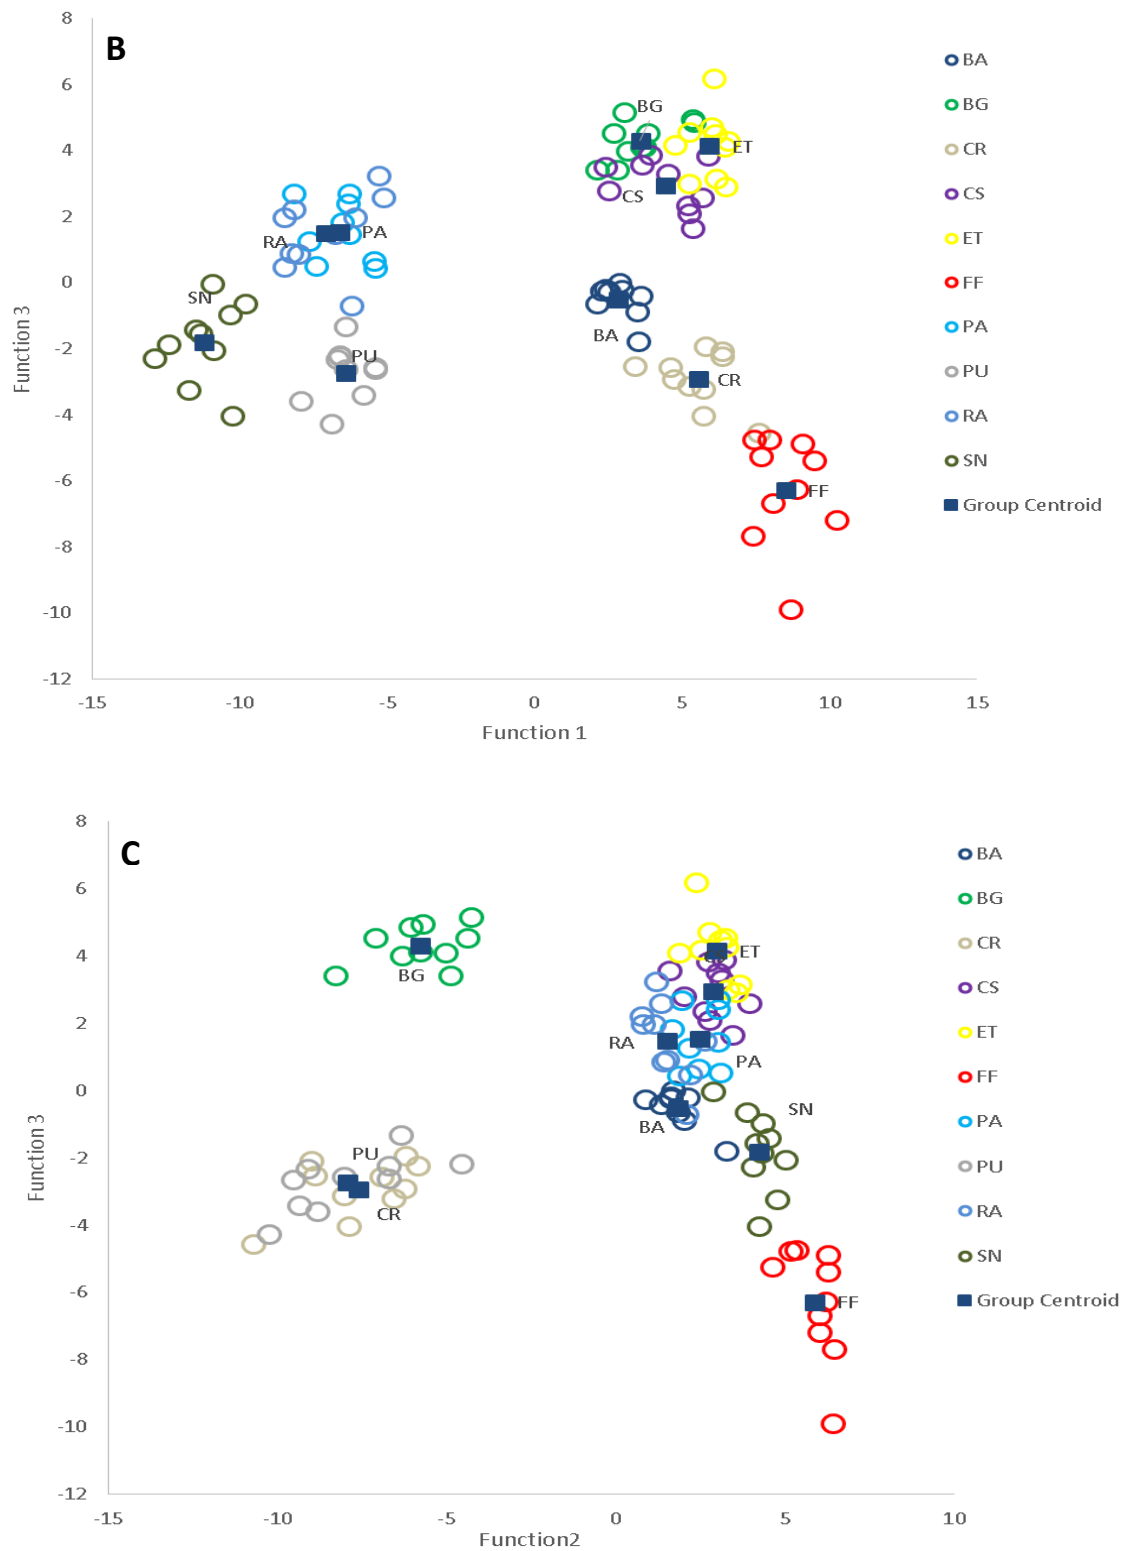 B
8
6
4
2
0
-2
-4
-6
-8
-10
-12
-15
-10
-5
0
5
10
15
Function 3
Function 1
BG
ET
CS
RA
PA
SN
BA
PU
CR
FF
BA
BG
CR
CS
ET
FF
PA
PU
RA
SN
Group Centroid
C
8
6
4
2
0
-2
-4
-6
-8
-10
-12
-15
-10
-5
0
5
10
Function 3
Function2
BG
ET
RA
PA
BA
SN
PU
CR
FF
BA
BG
CR
CS
ET
FF
PA
PU
RA
SN
Group Centroid